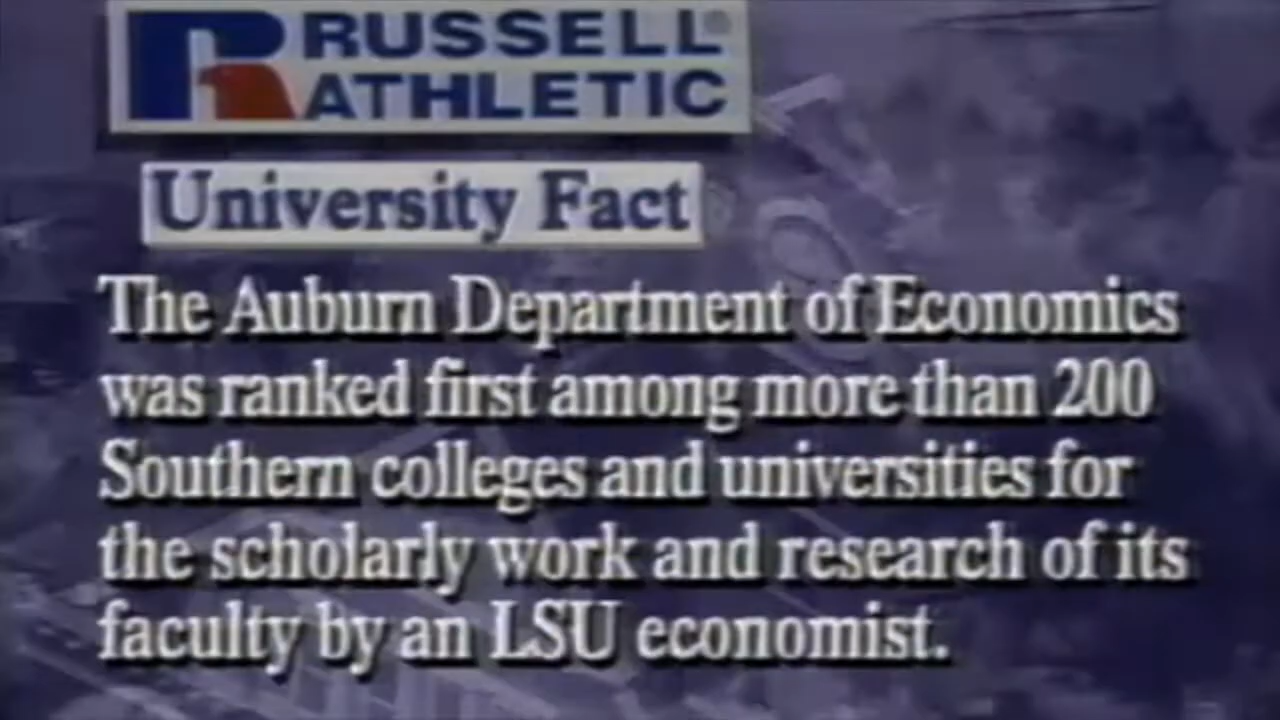 RUSSELL®
ATHLETIC
University Fact
The Auburn Department of Economics
was ranked first among more than 200
Southern colleges and universities for
the scholarly work and research of its
faculty by an LSU economist.